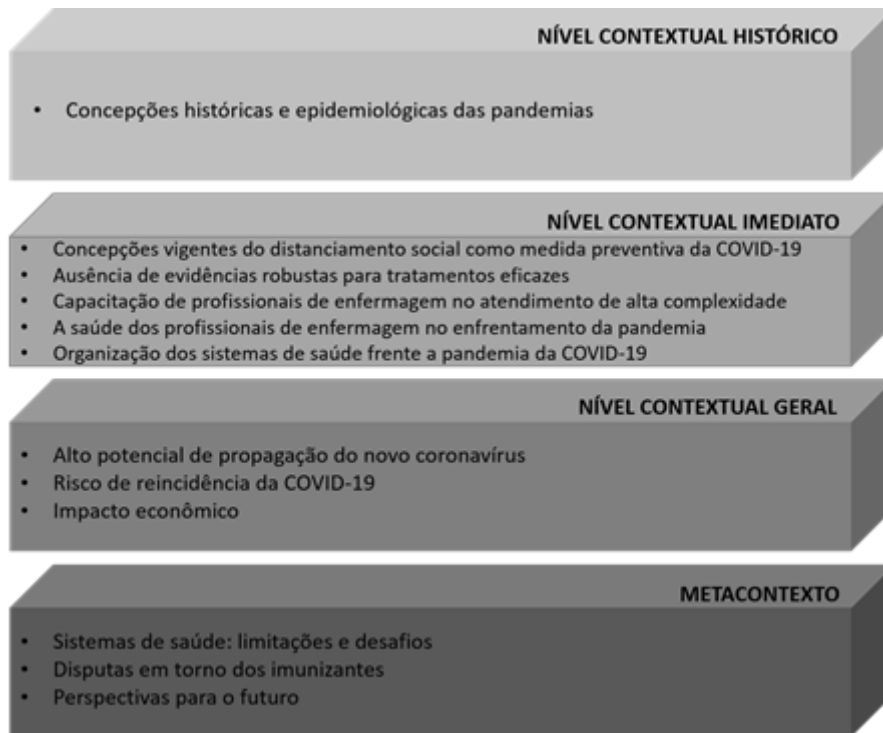 NÍVEL CONTEXTUAL HISTÓRICO
• Concepções históricas e epidemiológicas das pandemias
NÍVEL CONTEXTUAL IMEDIATO
• Concepções vigentes do distanciamento social como medida preventiva da COVID-19
• Ausência de evidências robustas para tratamentos eficazes
• Capacitação de profissionais de enfermagem no atendimento de alta complexidade
• A saúde dos profissionais de enfermagem no enfrentamento da pandemia
• Organização dos sistemas de saúde frente a pandemia da COVID-19
NÍVEL CONTEXTUAL GERAL
• Alto potencial de propagação do novo coronavírus
• Risco de reincidência da COVID-19
• Impacto econômico
METACONTEXTO
• Sistemas de saúde: limitações e desafios
• Disputas em torno dos imunizantes
• Perspectivas para o futuro